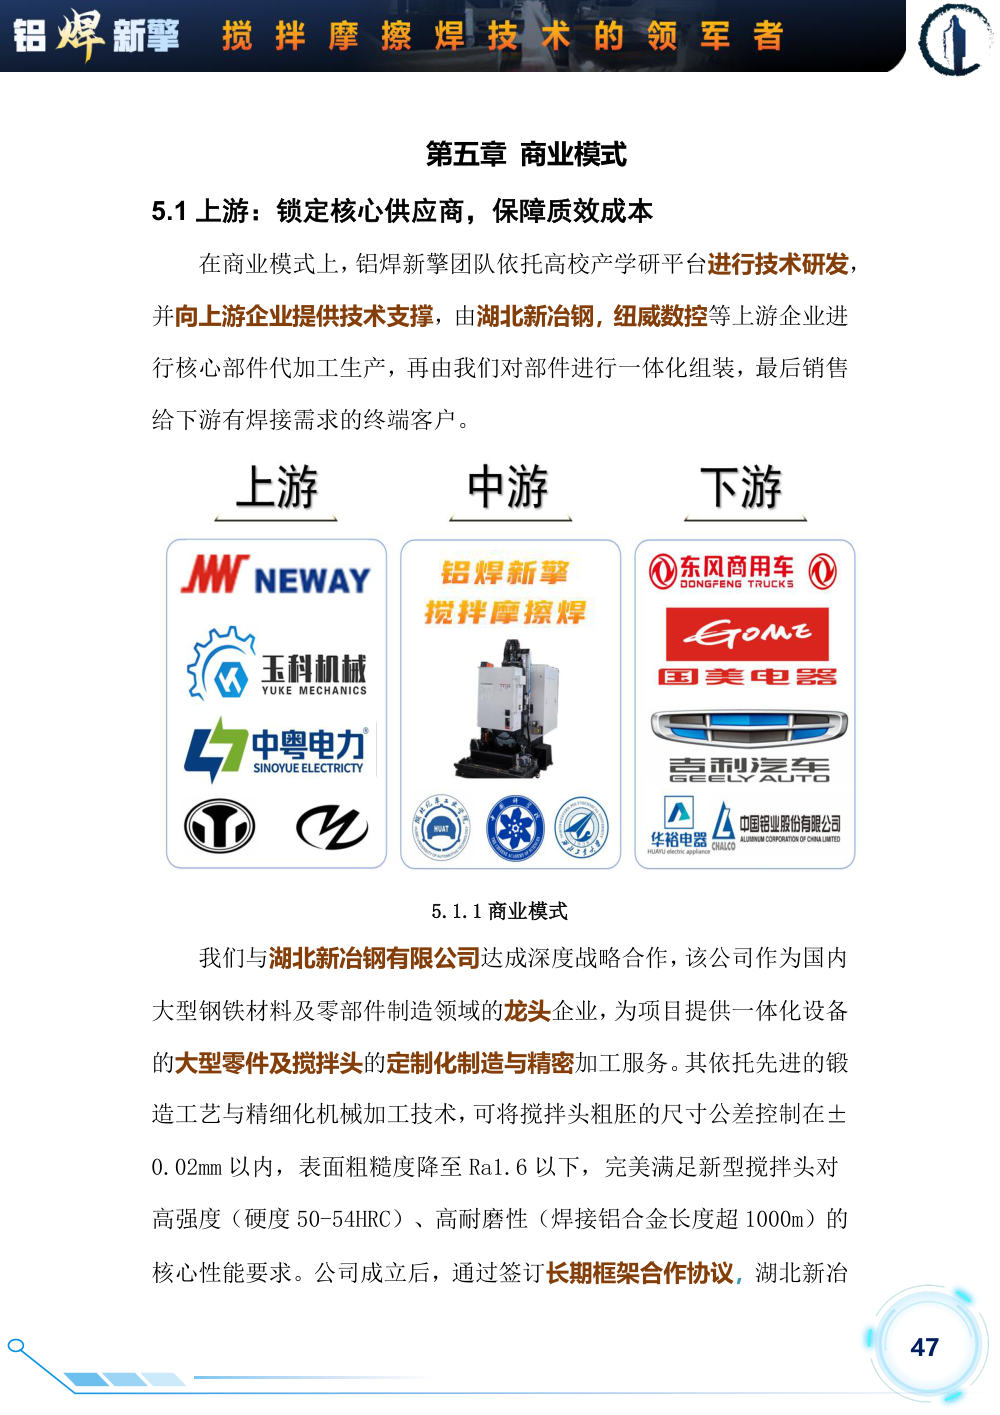 铝焊新擎 搅拌摩擦焊技术的领军者
第五章 商业模式
5.1 上游：锁定核心供应商，保障质效成本
在商业模式上，铝焊新擎团队依托高校产学研平台进行技术研发，
并向上游企业提供技术支撑，由湖北新冶钢，纽威数控等上游企业进
行核心部件代加工生产，再由我们对部件进行一体化组装，最后销售
给下游有焊接需求的终端客户。
上游
中游
下游
NEWAY
玉科机械
YUKE MECHANICS
中粤电力®
SINOYUE ELECTRICTY
铝焊新擎
搅拌摩擦焊
HUAT
东风商用车
DONGFENG TRUCKS
GOME
国美电器
吉利汽车
GEELY AUTO
华裕电器
HUAYU electric appliance
CHALCO
中国铝业股份有限公司
ALUMINUM CORPORATION OF CHINA LIMITED
5.1.1 商业模式
我们与湖北新冶钢有限公司达成深度战略合作，该公司作为国内
大型钢铁材料及零部件制造领域的龙头企业，为项目提供一体化设备
的大型零件及搅拌头的定制化制造与精密加工服务。其依托先进的锻
造工艺与精细化机械加工技术，可将搅拌头粗胚的尺寸公差控制在±
0.02mm 以内，表面粗糙度降至 Ra1.6 以下，完美满足新型搅拌头对
高强度（硬度 50-54HRC）、高耐磨性（焊接铝合金长度超 1000m）的
核心性能要求。公司成立后，通过签订长期框架合作协议，湖北新冶
47